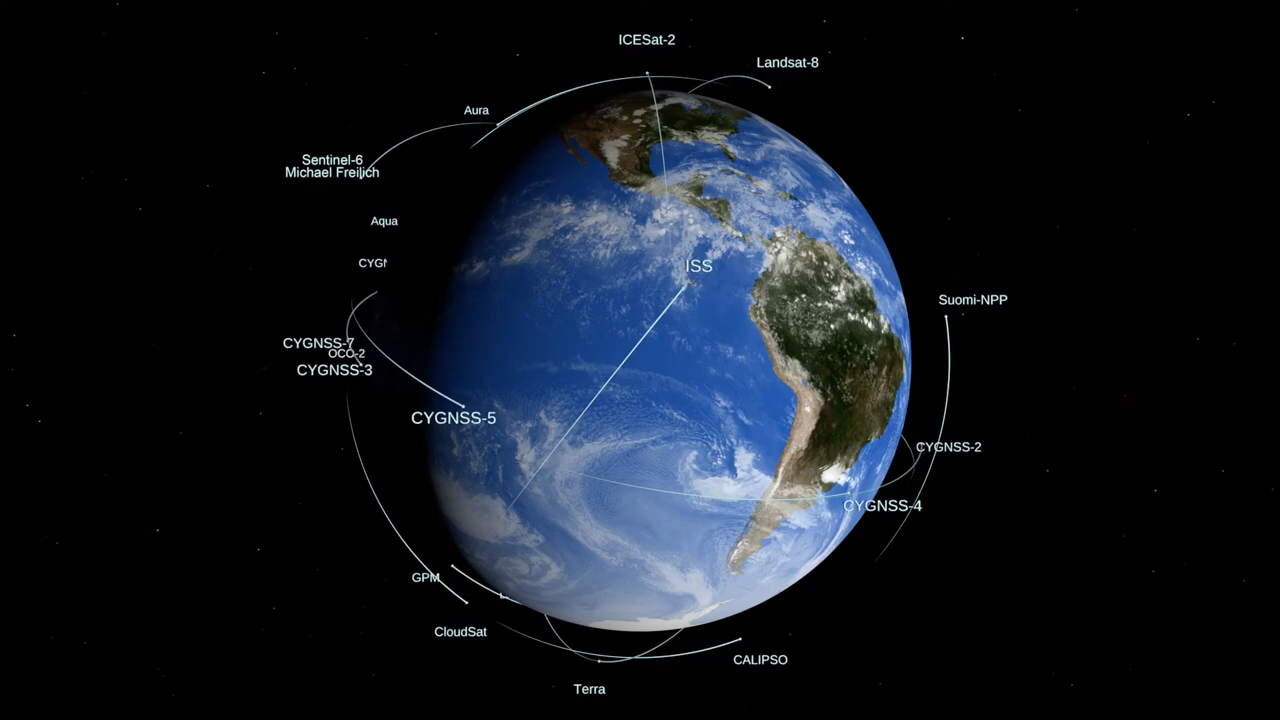 ICESat-2
Landsat-8
Aura
Sentinel-6
Michael Freilich
Aqua
ISS
Suomi-NPP
CYGNSS-7
OCO-2
CYGNSS-3
CYGNSS-5
CYGNSS-2
CYGNSS-4
GPM
CloudSat
CALIPSO
Terra